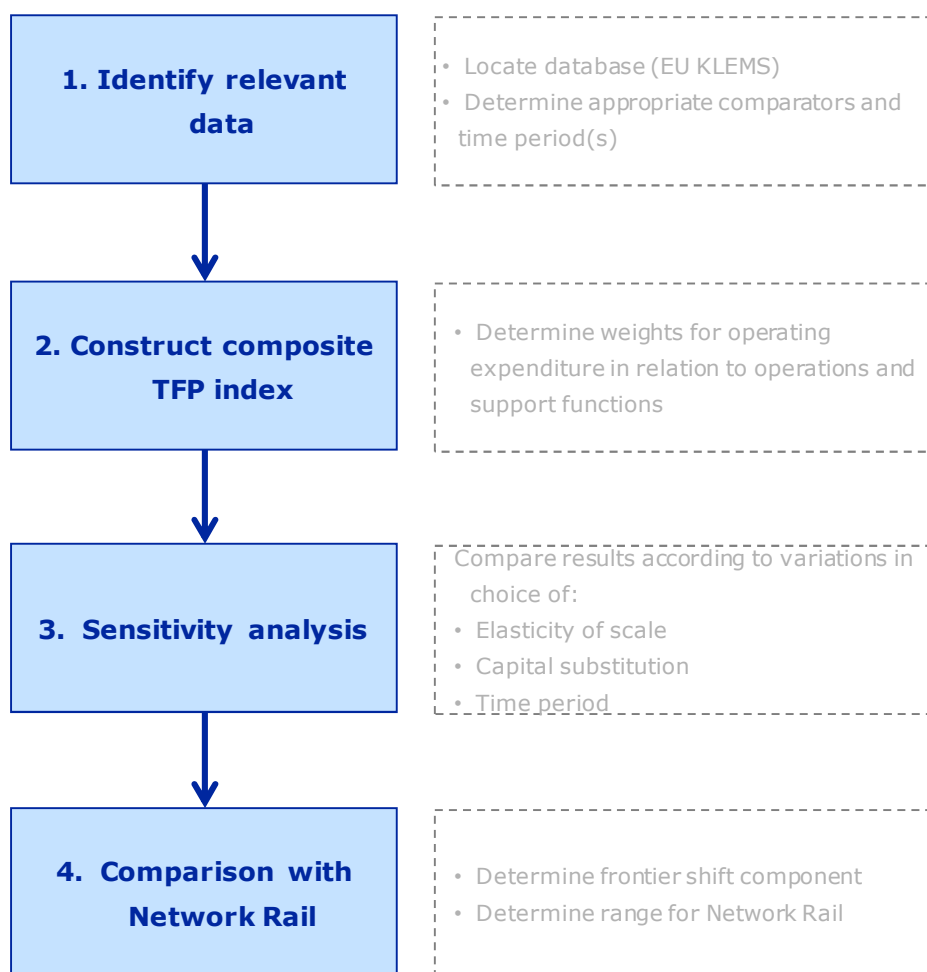 1. Identify relevant
data
• Locate database (EU KLEMS)
• Determine appropriate comparators and
time period(s)
2. Construct composite
TFP index
• Determine weights for operating
expenditure in relation to operations and
support functions
3. Sensitivity analysis
Compare results according to variations in
choice of:
• Elasticity of scale
• Capital substitution
• Time period
4. Comparison with
Network Rail
• Determine frontier shift component
• Determine range for Network Rail